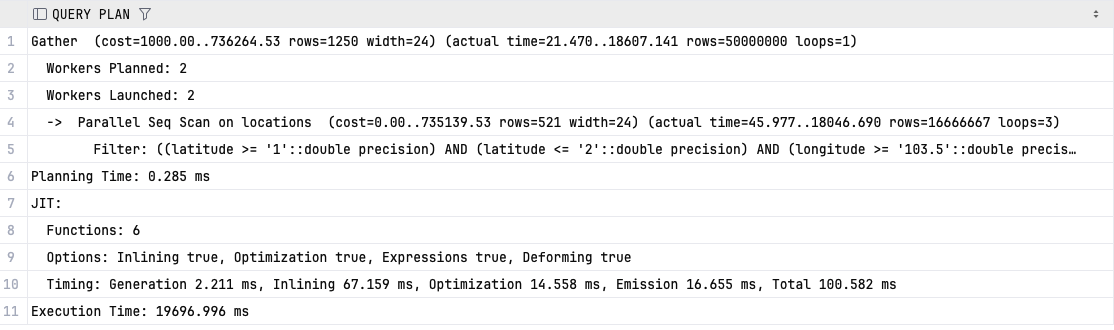 QUERY PLAN
1 Gather  (cost=1000.00..736264.53 rows=1250 width=24) (actual time=21.470..18607.141 rows=50000000 loops=1)
2   Workers Planned: 2
3   Workers Launched: 2
4   ->  Parallel Seq Scan on locations  (cost=0.00..735139.53 rows=521 width=24) (actual time=45.977..18046.690 rows=16666667 loops=3)
5         Filter: ((latitude >= '1'::double precision) AND (latitude <= '2'::double precision) AND (longitude >= '103.5'::double precis…
6 Planning Time: 0.285 ms
7 JIT:
8   Functions: 6
9   Options: Inlining true, Optimization true, Expressions true, Deforming true
10   Timing: Generation 2.211 ms, Inlining 67.159 ms, Optimization 14.558 ms, Emission 16.655 ms, Total 100.582 ms
11 Execution Time: 19696.996 ms